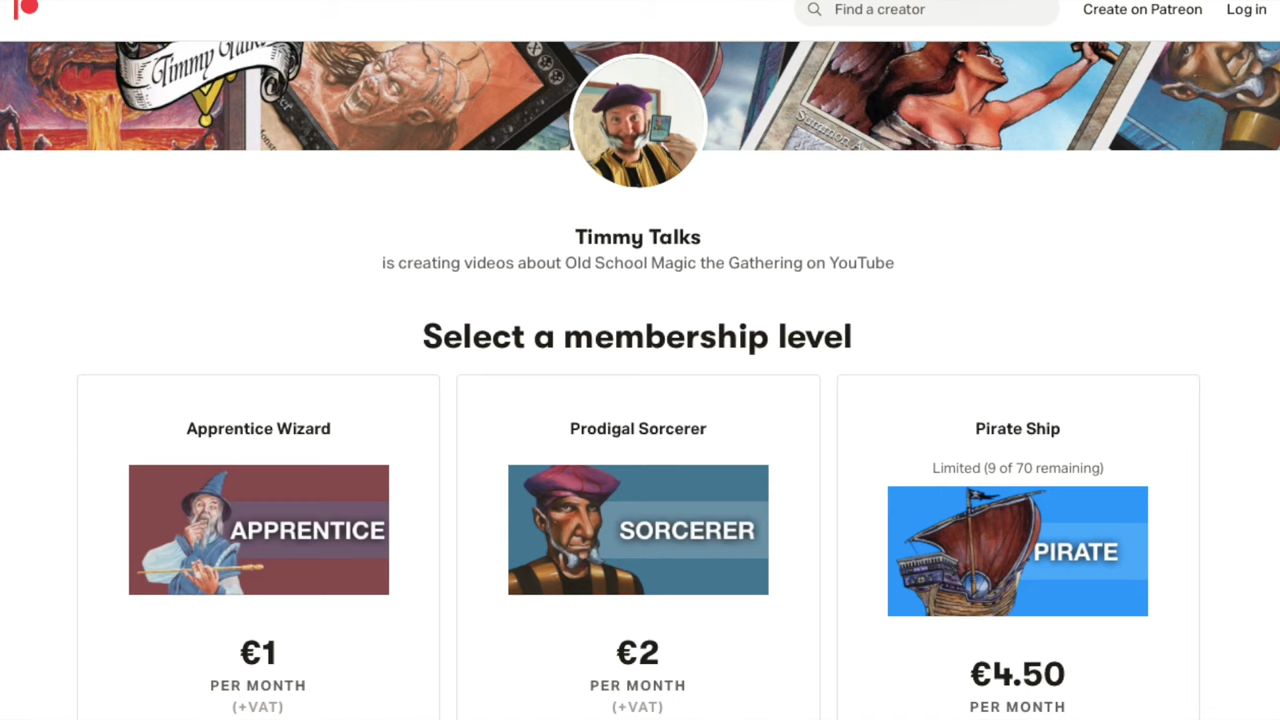 Find a creator
Create on Patreon
Log in
Timmy Talks
Summon A
Timmy Talks
is creating videos about Old School Magic the Gathering on YouTube
Select a membership level
Apprentice Wizard
APPRENTICE
€1
PER MONTH
(+VAT)
Prodigal Sorcerer
SORCERER
€2
PER MONTH
(+VAT)
Pirate Ship
Limited (9 of 70 remaining)
PIRATE
€4.50
PER MONTH